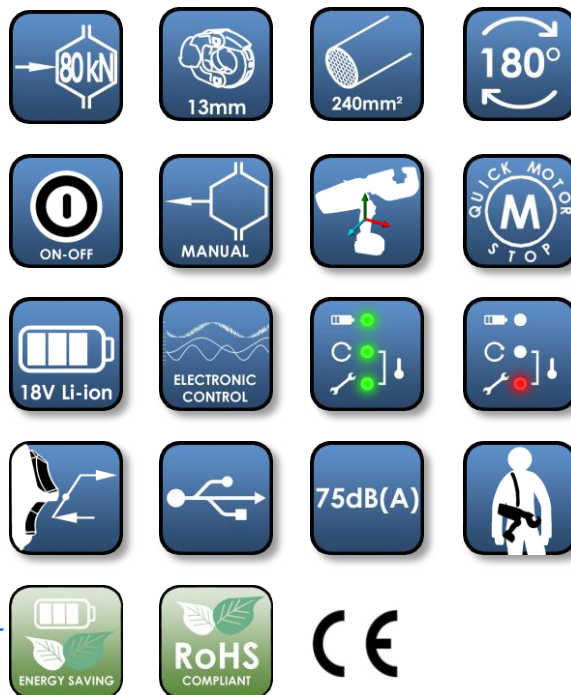 80kN
13mm
240mm²
180°
ON-OFF
MANUAL
QUICK MOTOR
M
STOP
18V Li-ion
ELECTRONIC
CONTROL
75dB(A)
ENERGY SAVING
RoHS
COMPLIANT
CE